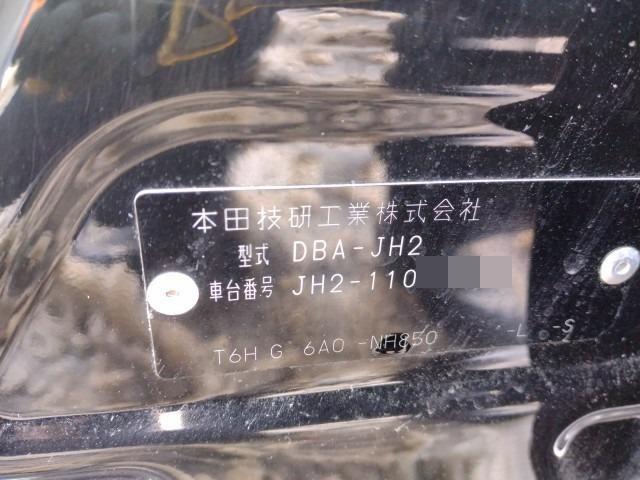 本田技研工業株式会社
型式 DBA-JH2
車台番号 JH2-110
T6H G 6A0 -NH850 -L -S